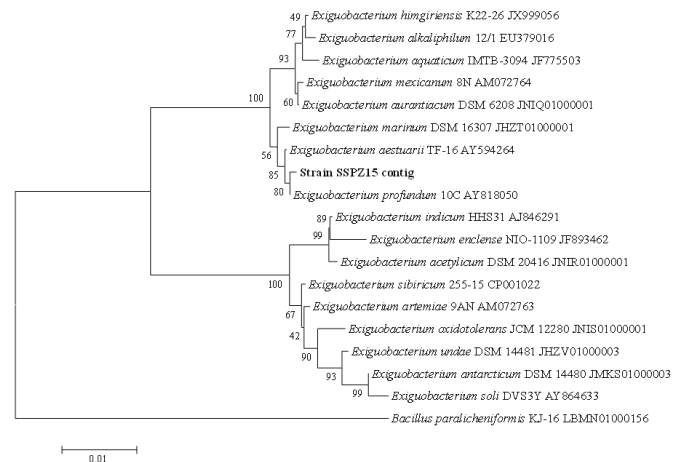 49
Exiguobacterium himgiriensis K22-26 JX999056
77
Exiguobacterium alkaliphilum 12/1 EU379016
93
Exiguobacterium aquaticum IMTB-3094 JF775503
Exiguobacterium mexicanum 8N AM072764
60
Exiguobacterium aurantiacum DSM 6208 JNIQ01000001
100
Exiguobacterium marinum DSM 16307 JHZT01000001
56
Exiguobacterium aestuarii TF-16 AY594264
85
Strain SSPZ15 contig
80
Exiguobacterium profundum 10C AY818050
89
Exiguobacterium indicum HHS31 AJ846291
99
Exiguobacterium enclense NIO-1109 JF893462
Exiguobacterium acetylicum DSM 20416 JNIR01000001
100
Exiguobacterium sibiricum 255-15 CP001022
67
Exiguobacterium artemiae 9AN AM072763
42
Exiguobacterium oxidotolerans JCM 12280 JNIS01000001
90
Exiguobacterium undae DSM 14481 JHZV01000003
93
Exiguobacterium antarcticum DSM 14480 JMKS01000003
99
Exiguobacterium soli DVS3Y AY864633
Bacillus paralicheniformis KJ-16 LBMN01000156
0.01